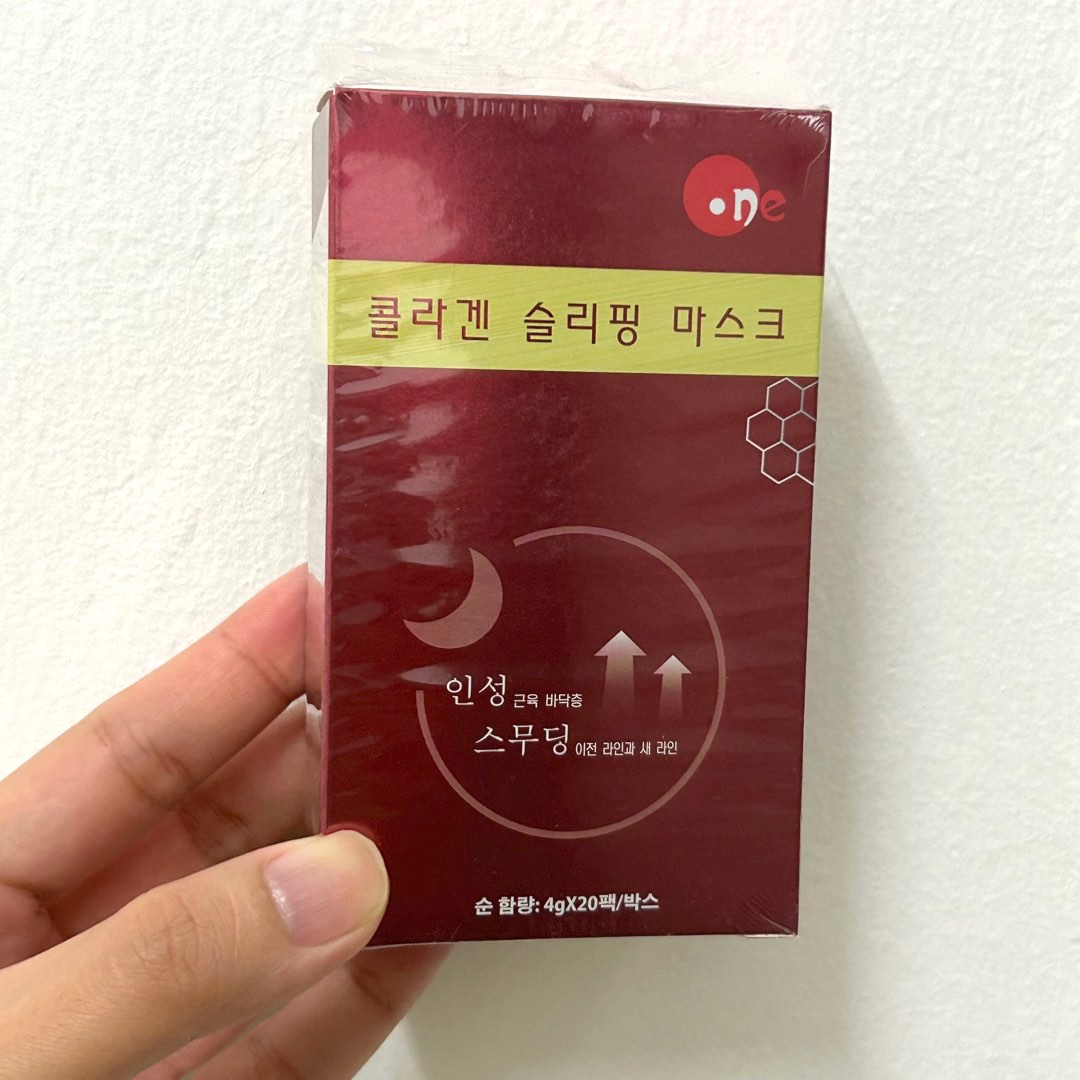 one
콜라겐 슬리핑 마스크
인성 근육 바닥층
스무딩 이전 라인과 새 라인
순 함량: 4gX20팩/박스